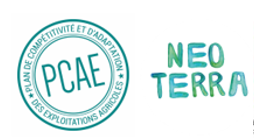 PLAN DE COMPÉTITIVITÉ ET D'ADAPTATION
PCAE
DES EXPLOITATIONS AGRICOLES
NEO
TERRA